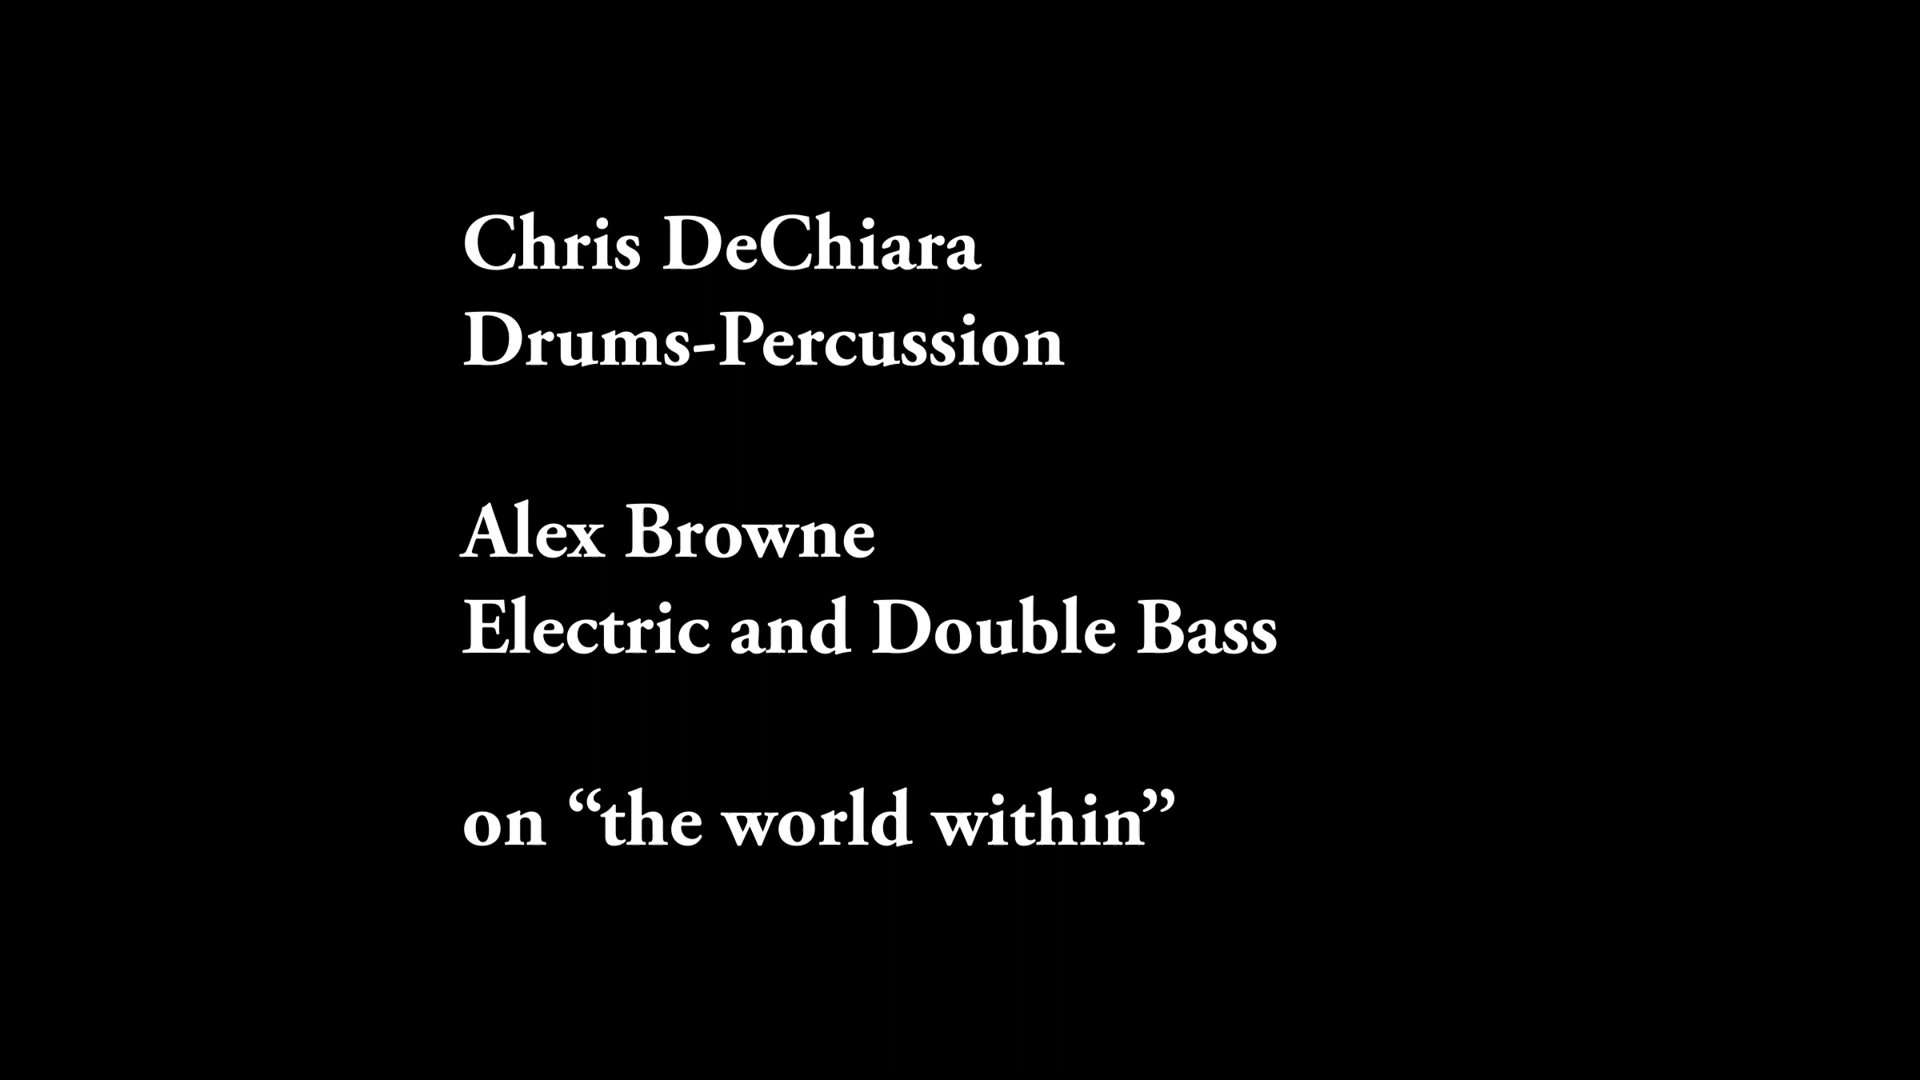 Chris DeChiara
Drums-Percussion
Alex Browne
Electric and Double Bass
on “the world within”